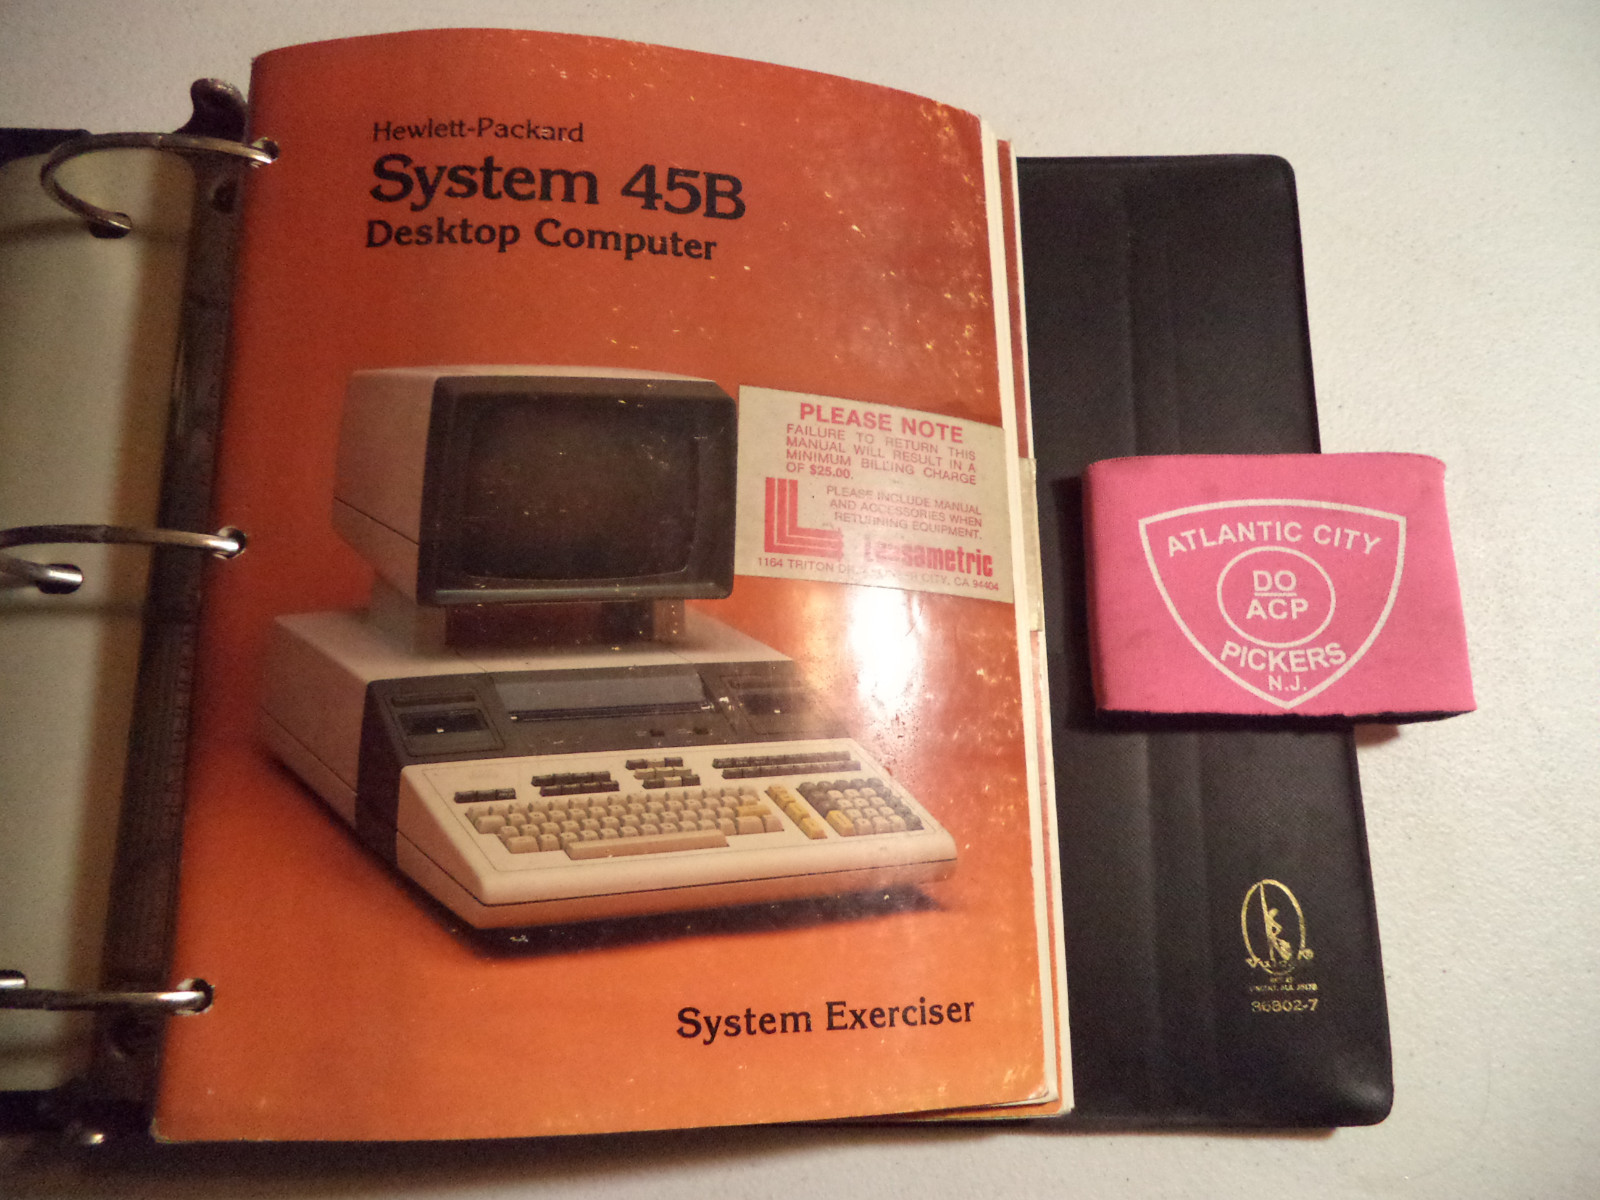 Hewlett-Packard
System 45B
Desktop Computer
PLEASE NOTE
FAILURE TO RETURN THIS
MANUAL WILL RESULT IN A
MINIMUM BILLING CHARGE
OF $25.00.
PLEASE INCLUDE MANUAL
AND ACCESSORIES WHEN
RETURNING EQUIPMENT.
Leasametric
1164 TRITON CITY, CA 94404
System Exerciser
ATLANTIC CITY
DO
ACP
PICKERS
N.J.
36802-7